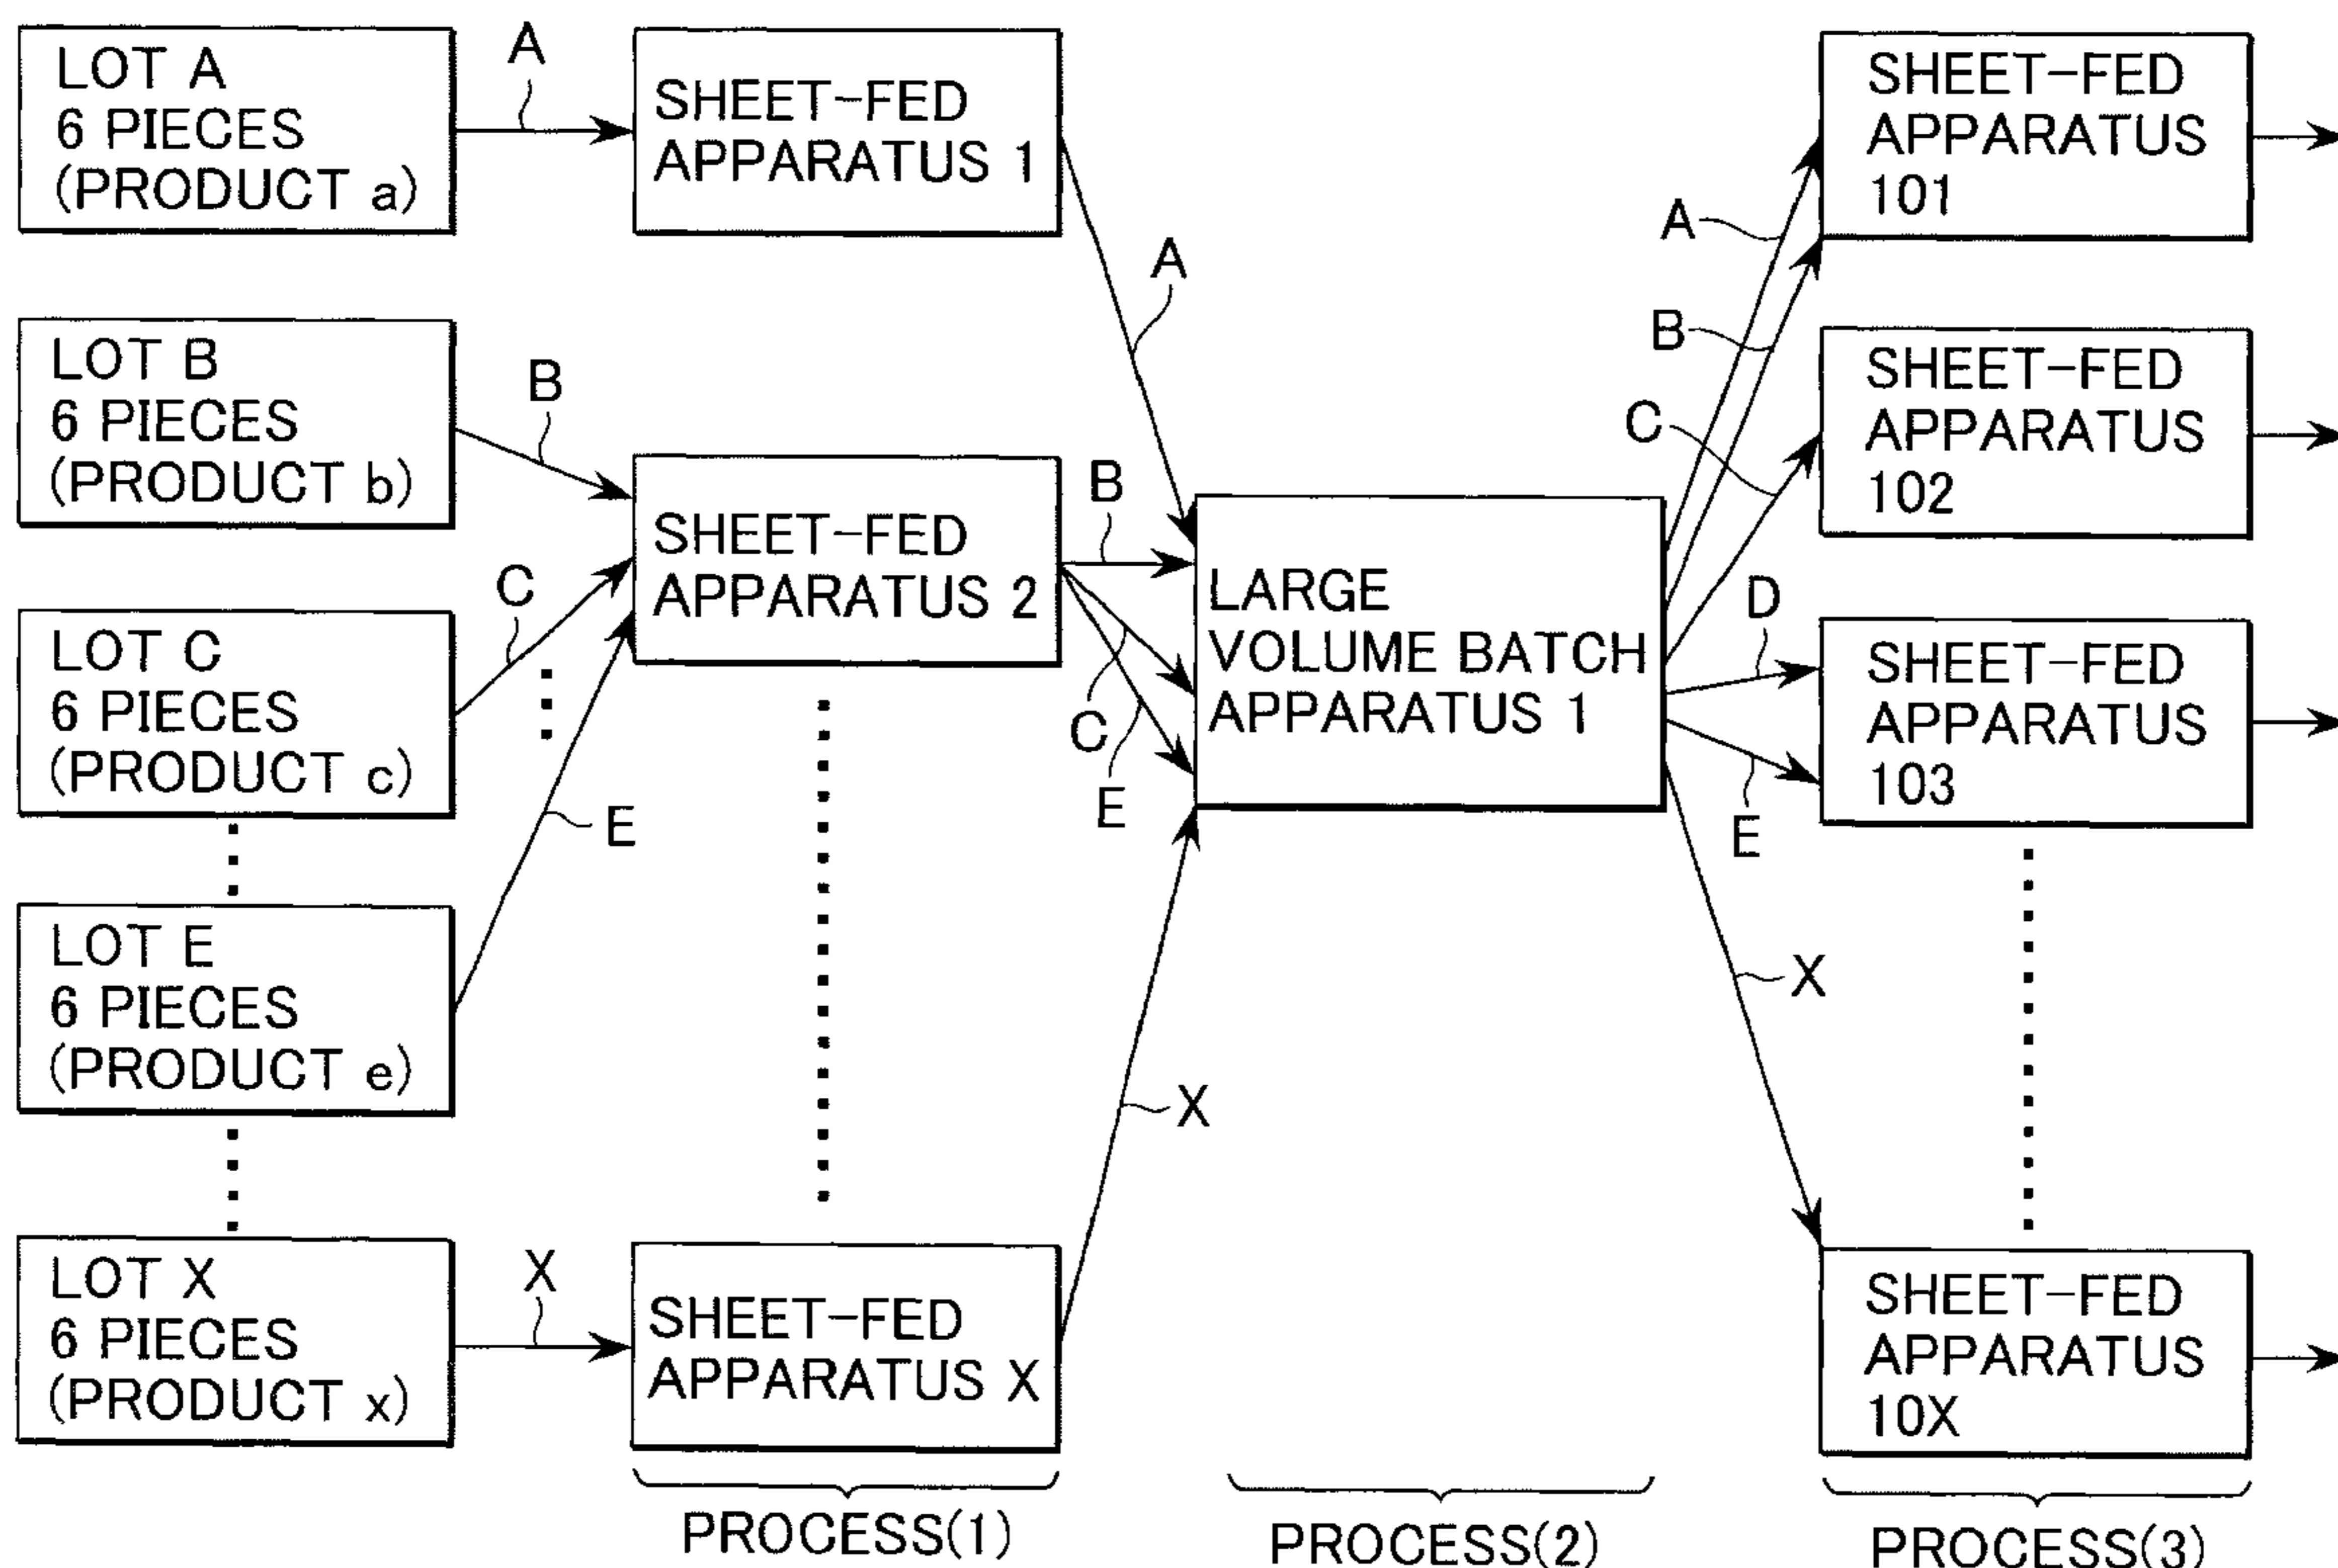 LOT A
6 PIECES
(PRODUCT a)
A
SHEET-FED
APPARATUS 1
A
LOT B
6 PIECES
(PRODUCT b)
B
LOT C
6 PIECES
(PRODUCT c)
C
LOT E
6 PIECES
(PRODUCT e)
E
SHEET-FED
APPARATUS 2
B
C
E
LOT X
6 PIECES
(PRODUCT x)
X
SHEET-FED
APPARATUS X
X
LARGE
VOLUME BATCH
APPARATUS 1
A
B
C
D
E
X
SHEET-FED
APPARATUS
101
SHEET-FED
APPARATUS
102
SHEET-FED
APPARATUS
103
SHEET-FED
APPARATUS
10X
PROCESS(1)
PROCESS(2)
PROCESS(3)